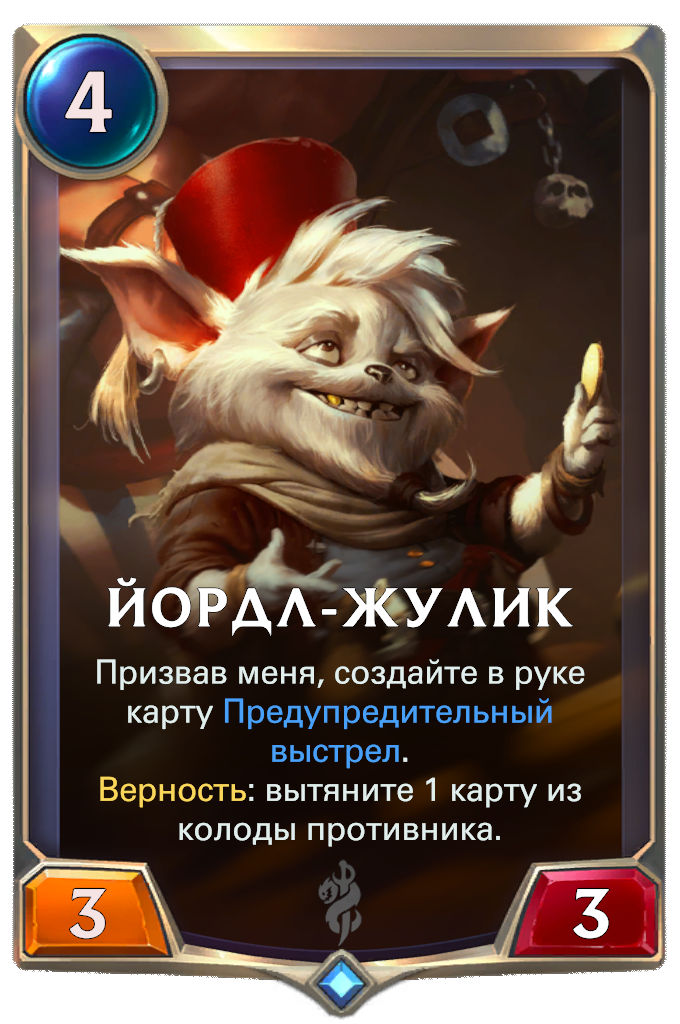 4
ЙОРДЛ-ЖУЛИК
Призвав меня, создайте в руке
карту Предупредительный
выстрел.
Верность: вытяните 1 карту из
колоды противника.
3
3